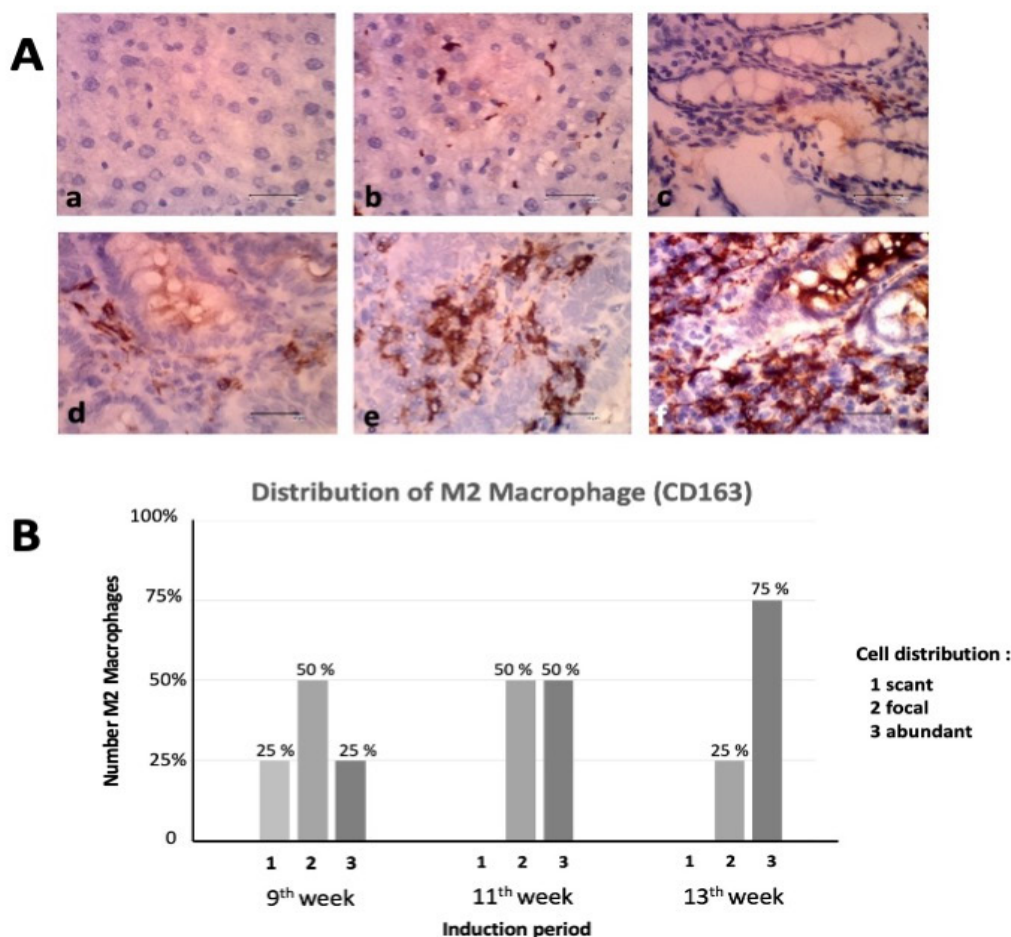 A
a
b
c
d
e
f
B
Distribution of M2 Macrophage (CD163)
Number M2 Macrophages
100%
75%
50%
25%
0
25 %
50 %
25 %
50 %
50 %
25 %
75 %
1 2 3
1 2 3
1 2 3
9th week
11th week
13th week
Induction period
Cell distribution :
1 scant
2 focal
3 abundant